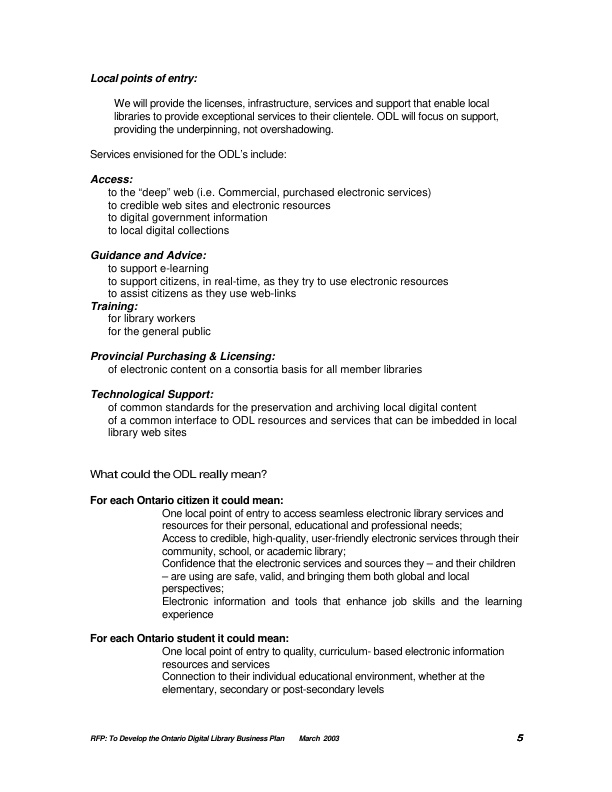 Local points of entry:
We will provide the licenses, infrastructure, services and support that enable local
libraries to provide exceptional services to their clientele. ODL will focus on support,
providing the underpinning, not overshadowing.
Services envisioned for the ODL's include:
Access:
to the “deep” web (i.e. Commercial, purchased electronic services)
to credible web sites and electronic resources
to digital government information
to local digital collections
Guidance and Advice:
to support e-learning
to support citizens, in real-time, as they try to use electronic resources
to assist citizens as they use web-links
Training:
for library workers
for the general public
Provincial Purchasing & Licensing:
of electronic content on a consortia basis for all member libraries
Technological Support:
of common standards for the preservation and archiving local digital content
of a common interface to ODL resources and services that can be imbedded in local
library web sites
What could the ODL really mean?
For each Ontario citizen it could mean:
One local point of entry to access seamless electronic library services and
resources for their personal, educational and professional needs;
Access to credible, high-quality, user-friendly electronic services through their
community, school, or academic library;
Confidence that the electronic services and sources they – and their children
– are using are safe, valid, and bringing them both global and local
perspectives;
Electronic information and tools that enhance job skills and the learning
experience
For each Ontario student it could mean:
One local point of entry to quality, curriculum- based electronic information
resources and services
Connection to their individual educational environment, whether at the
elementary, secondary or post-secondary levels
RFP: To Develop the Ontario Digital Library Business Plan March 2003 5